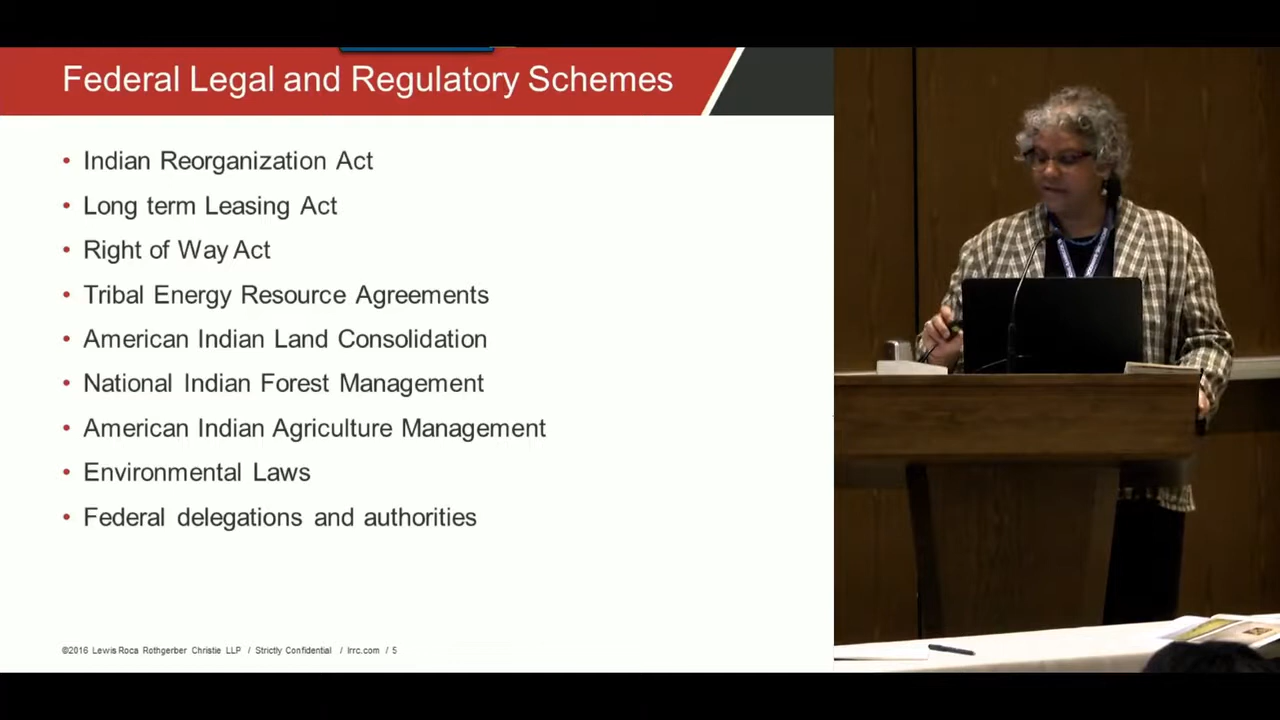 Federal Legal and Regulatory Schemes
• Indian Reorganization Act
• Long term Leasing Act
• Right of Way Act
• Tribal Energy Resource Agreements
• American Indian Land Consolidation
• National Indian Forest Management
• American Indian Agriculture Management
• Environmental Laws
• Federal delegations and authorities
©2016 Lewis Roca Rothgerber Christie LLP / Strictly Confidential / lrrc.com / 5